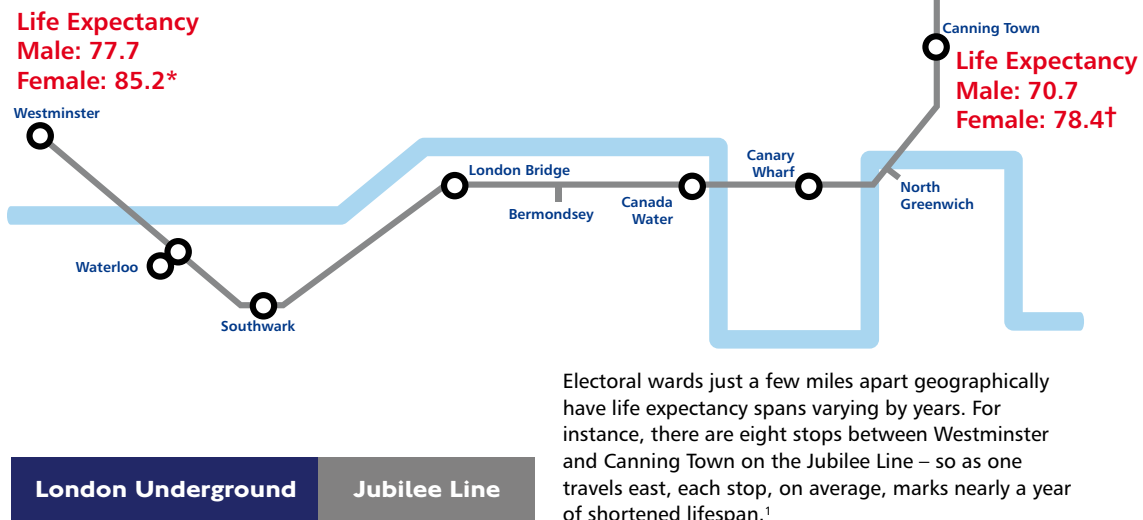 Life Expectancy
Male: 77.7
Female: 85.2*
Westminster
Canning Town
Life Expectancy
Male: 70.7
Female: 78.4†
London Bridge
Canary
Wharf
Bermondsey
Canada
Water
North
Greenwich
Waterloo
Southwark
Electoral wards just a few miles apart geographically
have life expectancy spans varying by years. For
instance, there are eight stops between Westminster
and Canning Town on the Jubilee Line – so as one
travels east, each stop, on average, marks nearly a year
of shortened lifespan.¹
London Underground
Jubilee Line